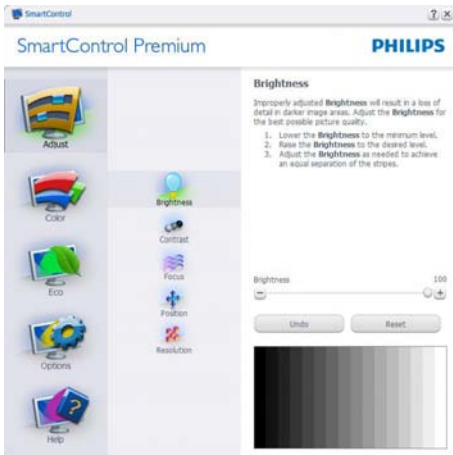 SmartControl
SmartControl Premium
PHILIPS
Adjust
Color
Eco
Options
Help
Brightness
Contrast
Focus
Position
Resolution
Brightness
Improperly adjusted Brightness will result in a loss of
detail in darker image areas. Adjust the Brightness for
the best possible picture quality.
1. Lower the Brightness to the minimum level.
2. Raise the Brightness to the desired level.
3. Adjust the Brightness as needed to achieve
an equal separation of the stripes.
Brightness 100
Undo Reset